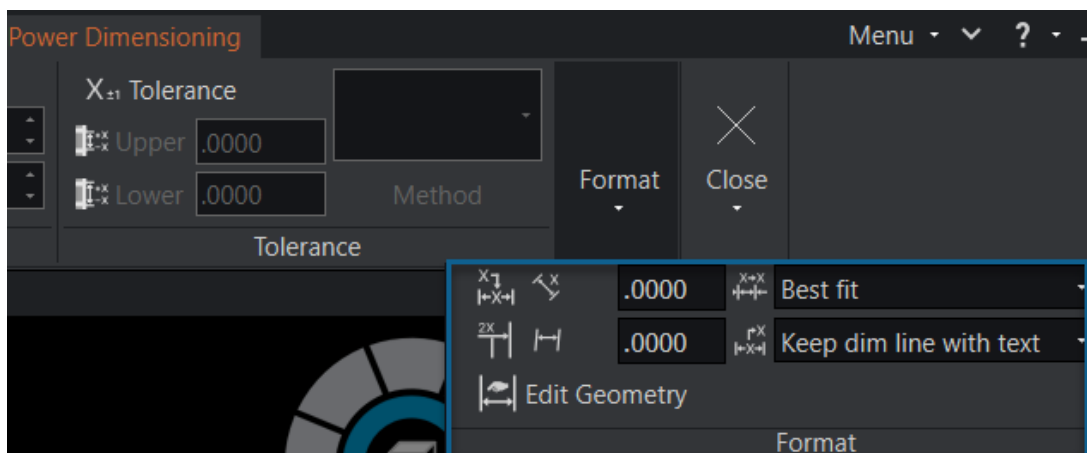 Power Dimensioning
Menu ?
X±1 Tolerance
Upper .0000
Lower .0000
Method
Tolerance
Format
Close
.0000 Best fit
2X .0000 Keep dim line with text
Edit Geometry
Format